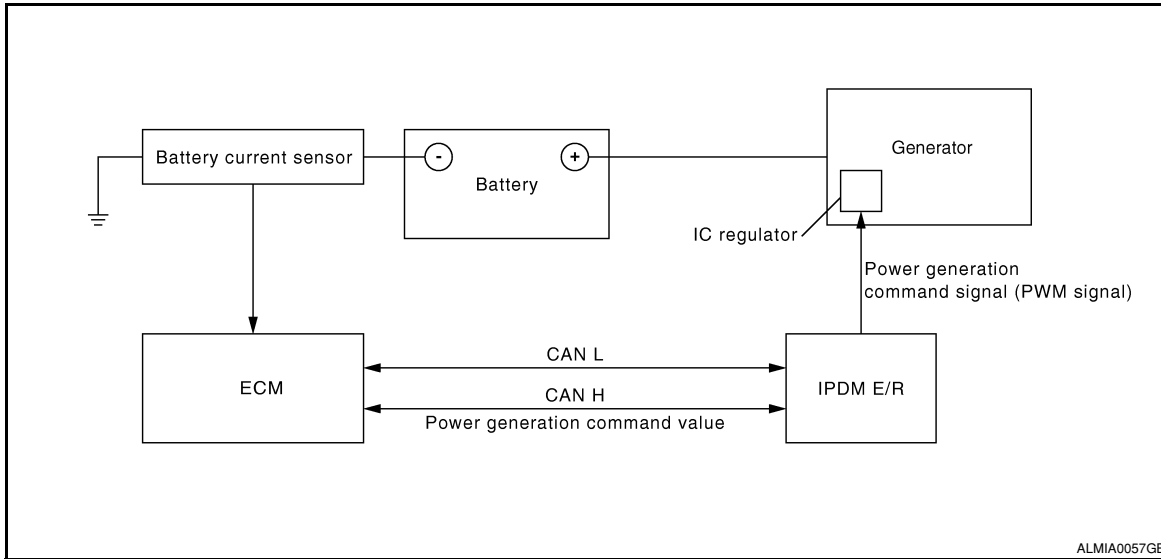 Battery current sensor
-
+
Battery
Generator
IC regulator
Power generation
command signal (PWM signal)
ECM
CAN L
CAN H
Power generation command value
IPDM E/R
ALMIA0057GB